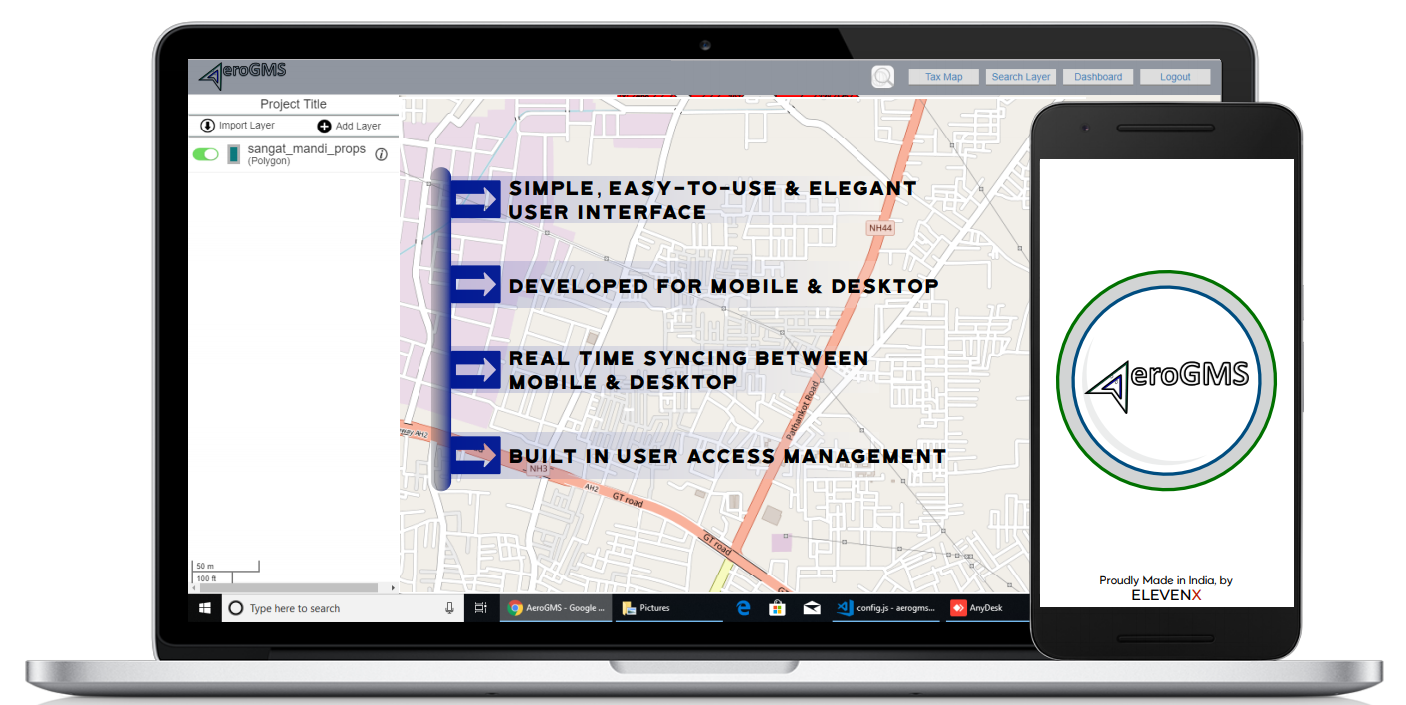 AeroGMS
Tax Map
Search Layer
Dashboard
Logout
Project Title
Import Layer
Add Layer
sangat_mandi_props
(Polygon)
SIMPLE, EASY-TO-USE & ELEGANT
USER INTERFACE
NH44
DEVELOPED FOR MOBILE & DESKTOP
REAL TIME SYNCING BETWEEN
MOBILE & DESKTOP
Pathankot Road
AH2
BUILT IN USER ACCESS MANAGEMENT
NH3
AH2
GT road
GT road
50 m
100 ft
Type here to search
AeroGMS - Google ...
Pictures
config.js - aerogms...
AnyDesk
AeroGMS
Proudly Made in India, by
ELEVENX